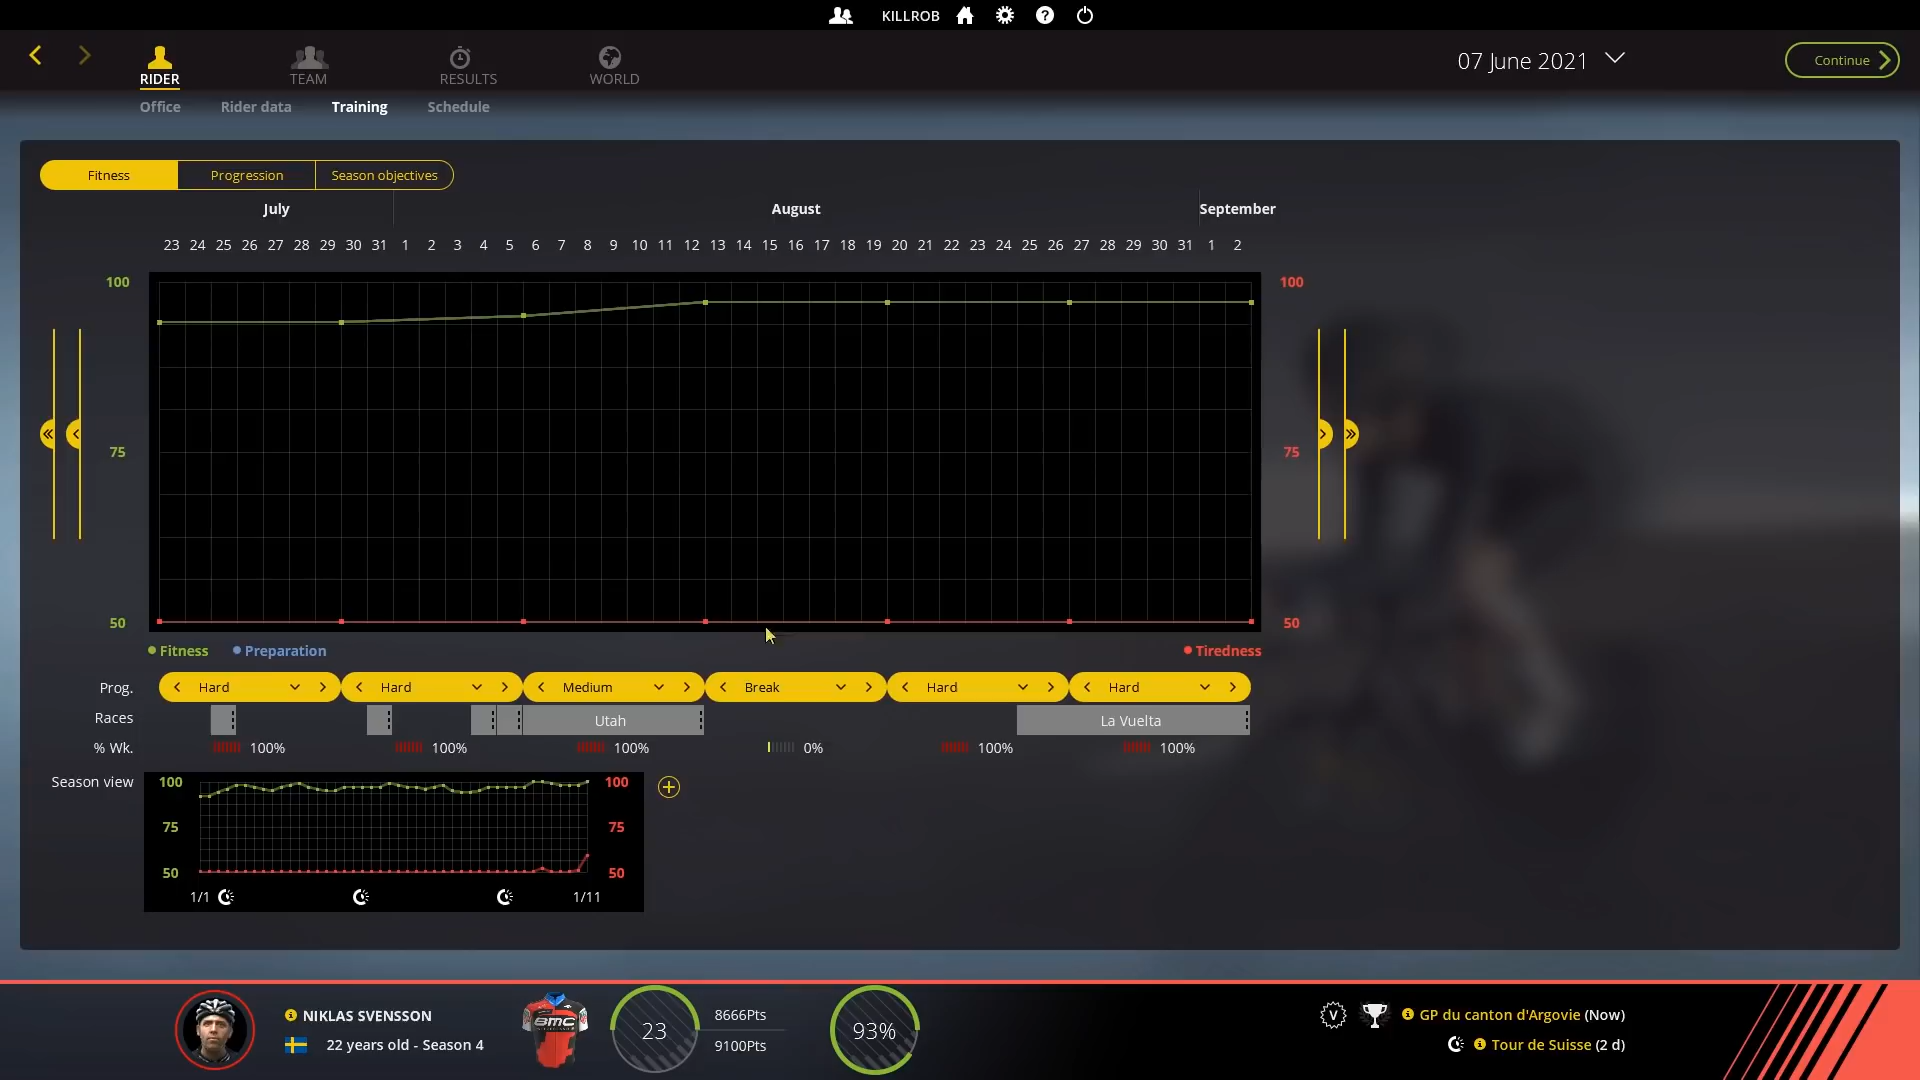 KILLROB
RIDER TEAM RESULTS WORLD
07 June 2021
Continue
Office Rider data Training Schedule
Fitness Progression Season objectives
July August September
23 24 25 26 27 28 29 30 31 1 2 3 4 5 6 7 8 9 10 11 12 13 14 15 16 17 18 19 20 21 22 23 24 25 26 27 28 29 30 31 1 2
100 100
75 75
50 50
Fitness Preparation Tiredness
Prog. Hard Hard Medium Break Hard Hard
Races Utah La Vuelta
% Wk. 100% 100% 100% 0% 100% 100%
Season view 100 100
75 75
50 50
1/1 1/11
NIKLAS SVENSSON
22 years old - Season 4
BMC
23
8666Pts
9100Pts
93%
V GP du canton d'Argovie (Now)
Tour de Suisse (2 d)